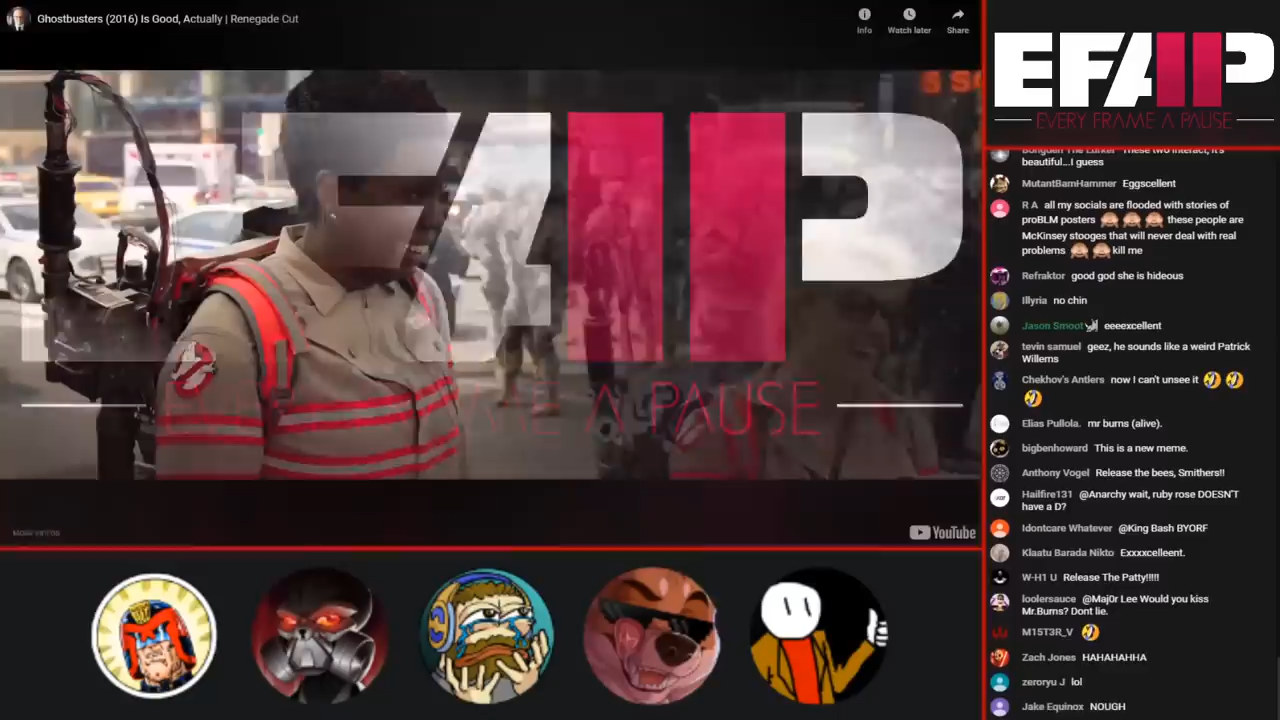 Ghostbusters (2016) Is Good, Actually | Renegade Cut
Info
Watch later
Share
EFAP
EVERY FRAME A PAUSE
YouTube
EFAP
EVERY FRAME A PAUSE
These two interact, it's
beautiful...I guess
MutantBamHammer Eggscellent
R A all my socials are flooded with stories of
proBLM posters 🙈🙈🙈 these people are
McKinsey stooges that will never deal with real
problems 🙈🙈 kill me
Refraktor good god she is hideous
Illyria no chin
Jason Smoot eeeexcellent
tevin samuel geez, he sounds like a weird Patrick
Willems
Chekhov's Antlers now I can't unsee it 🤣 🤣
🤣
Elias Pullola. mr burns (alive).
bigbenhoward This is a new meme.
Anthony Vogel Release the bees, Smithers!!
Hailfire131 @Anarchy wait, ruby rose DOESN'T
have a D?
Idontcare Whatever @King Bash BYORF
Klaatu Barada Nikto Exxxxcelleent.
W-H1 U Release The Patty!!!!!
loolersauce @Maj0r Lee Would you kiss
Mr.Burns? Dont lie.
M15T3R_V 🤣
Zach Jones HAHAHAHHA
zeroryu J lol
Jake Equinox NOUGH